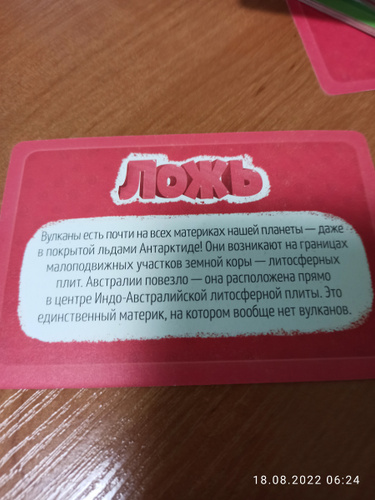 Ложь
Вулканы есть почти на всех материках нашей планеты — даже
в покрытой льдами Антарктиде! Они возникают на границах
малоподвижных участков земной коры — литосферных
плит. Австралии повезло — она расположена прямо
в центре Индо-Австралийской литосферной плиты. Это
единственный материк, на котором вообще нет вулканов.
18.08.2022 06:24